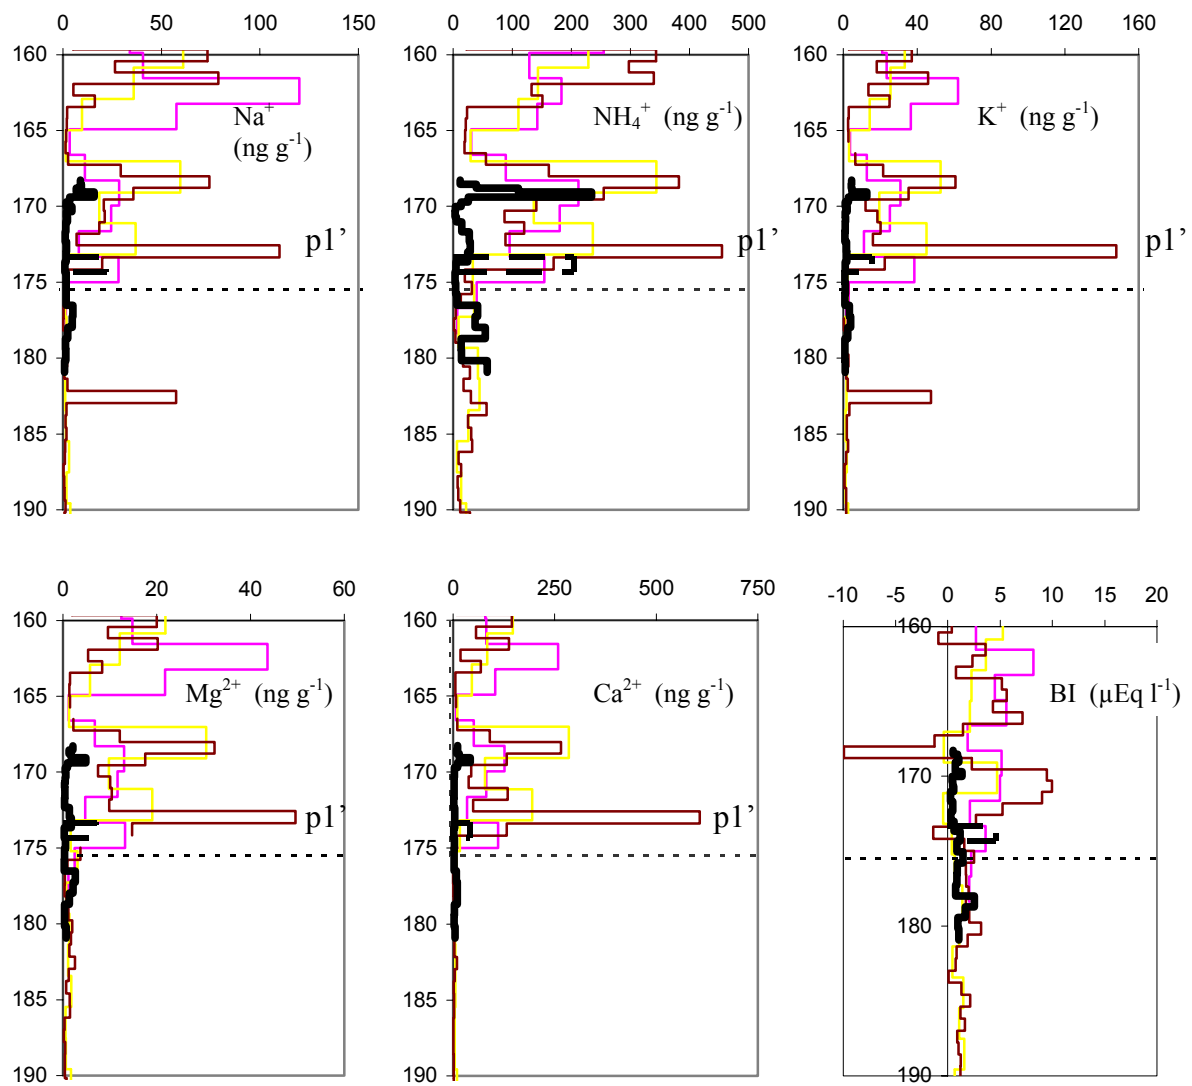 0 50 100 150
0 100 200 300 400 500
0 40 80 120 160
160
165
170
175
180
185
190
Na⁺
(ng g⁻¹)
p1’
160
165
170
175
180
185
190
NH₄⁺ (ng g⁻¹)
p1’
160
165
170
175
180
185
190
K⁺ (ng g⁻¹)
p1’
0 20 40 60
0 250 500 750
-10 -5 0 5 10 15 20
160
165
170
175
180
185
190
Mg²⁺ (ng g⁻¹)
p1’
160
165
170
175
180
185
190
Ca²⁺ (ng g⁻¹)
p1’
160
170
180
190
BI (µEq l⁻¹)